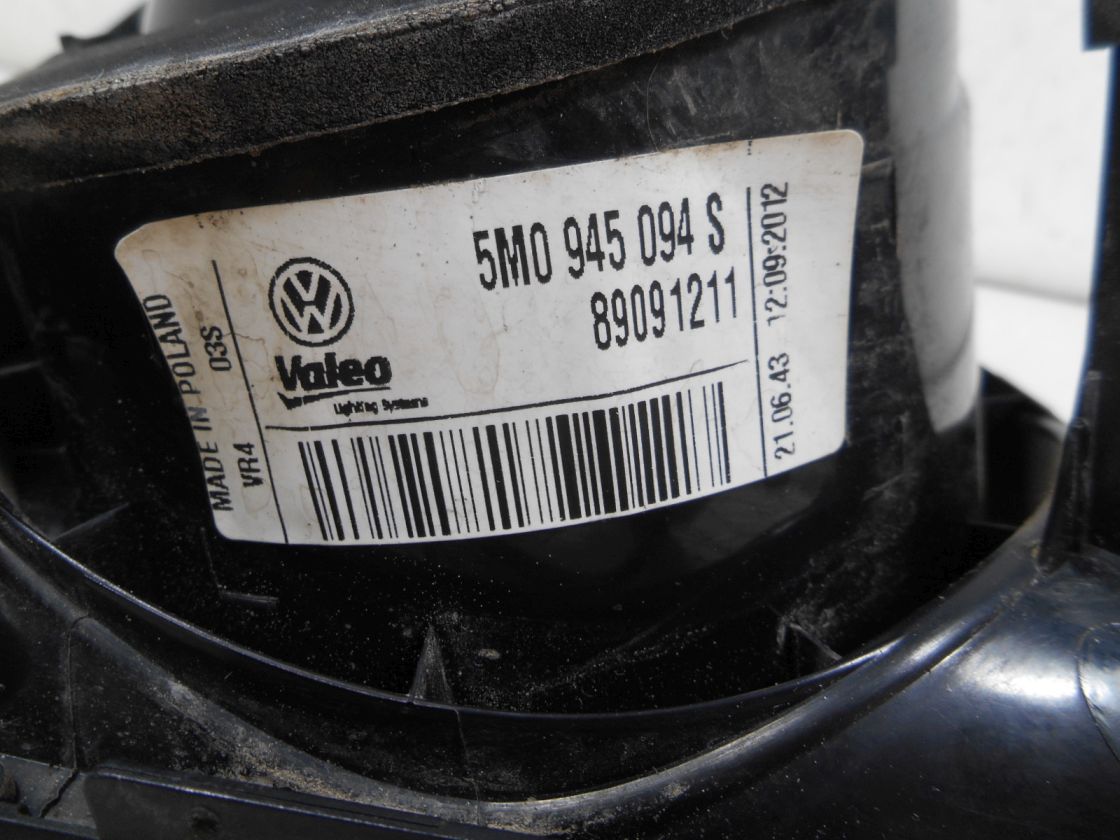 MADE IN POLAND
VR4 03S
5M0 945 094 S
89091211
Valeo
Lighting Systems
21.06.43 12:09:2012